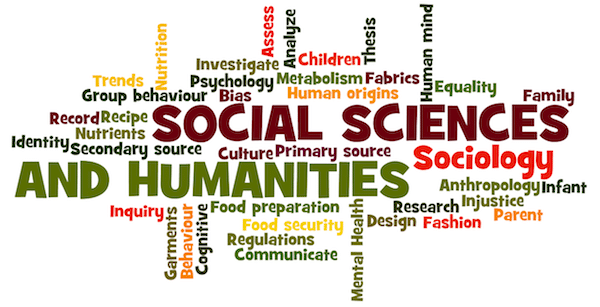 Nutrition
Assess
Analyze
Thesis
Human mind
Investigate
Children
Trends
Psychology
Metabolism
Fabrics
Equality
Group behaviour
Bias
Human origins
Family
Record
Recipe
SOCIAL SCIENCES
Nutrients
Identity
Secondary source
Culture
Primary source
Sociology
AND HUMANITIES
Anthropology
Infant
Inquiry
Food preparation
Research
Injustice
Parent
Garments
Behaviour
Cognitive
Food security
Mental Health
Design
Fashion
Regulations
Communicate